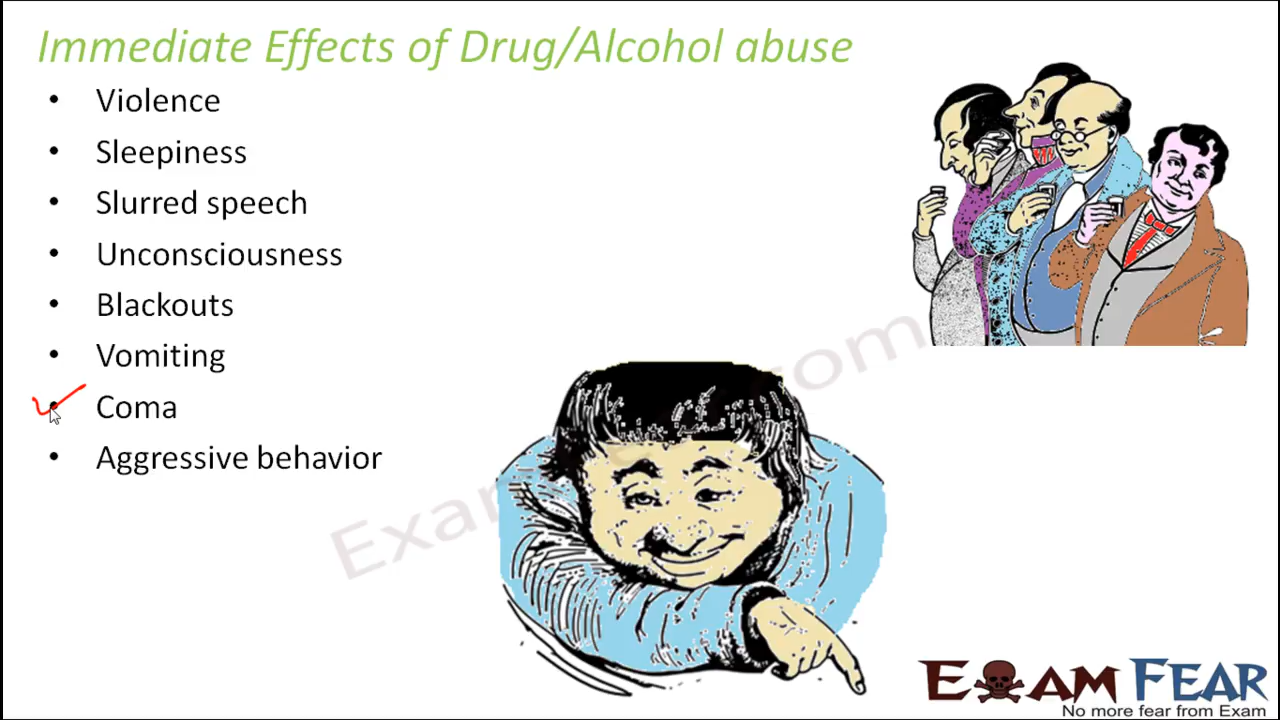 Immediate Effects of Drug/Alcohol abuse
• Violence
• Sleepiness
• Slurred speech
• Unconsciousness
• Blackouts
• Vomiting
• Coma
• Aggressive behavior
EXAM FEAR
No more fear from Exam